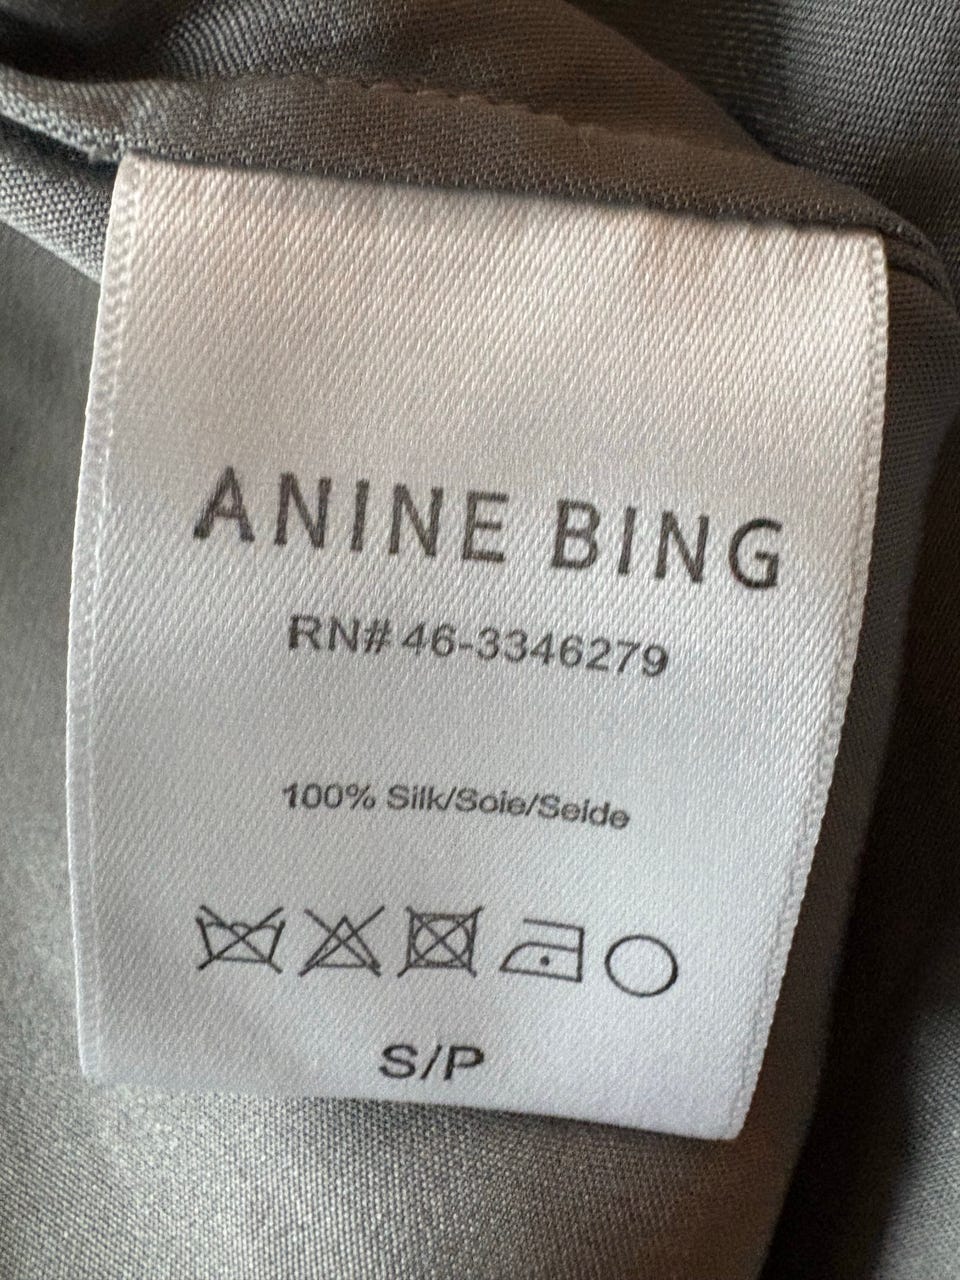 ANINE BING
RN# 46-3346279
100% Silk/Soie/Seide
S/P